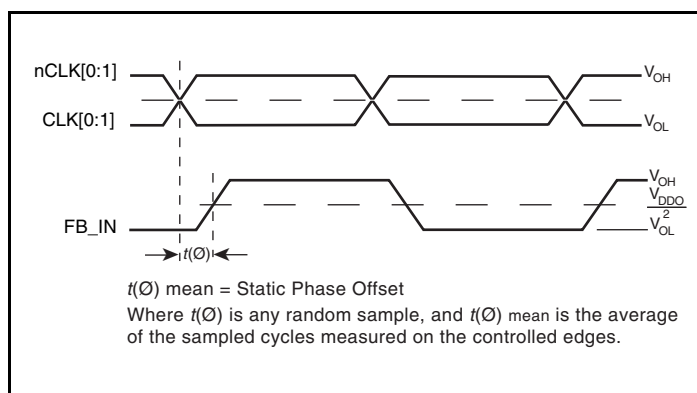 nCLK[0:1]
VOH
CLK[0:1]
VOL
VOH
VDDO
2
FB_IN
VOL
t(Ø)
t(Ø) mean = Static Phase Offset
Where t(Ø) is any random sample, and t(Ø) mean is the average
of the sampled cycles measured on the controlled edges.